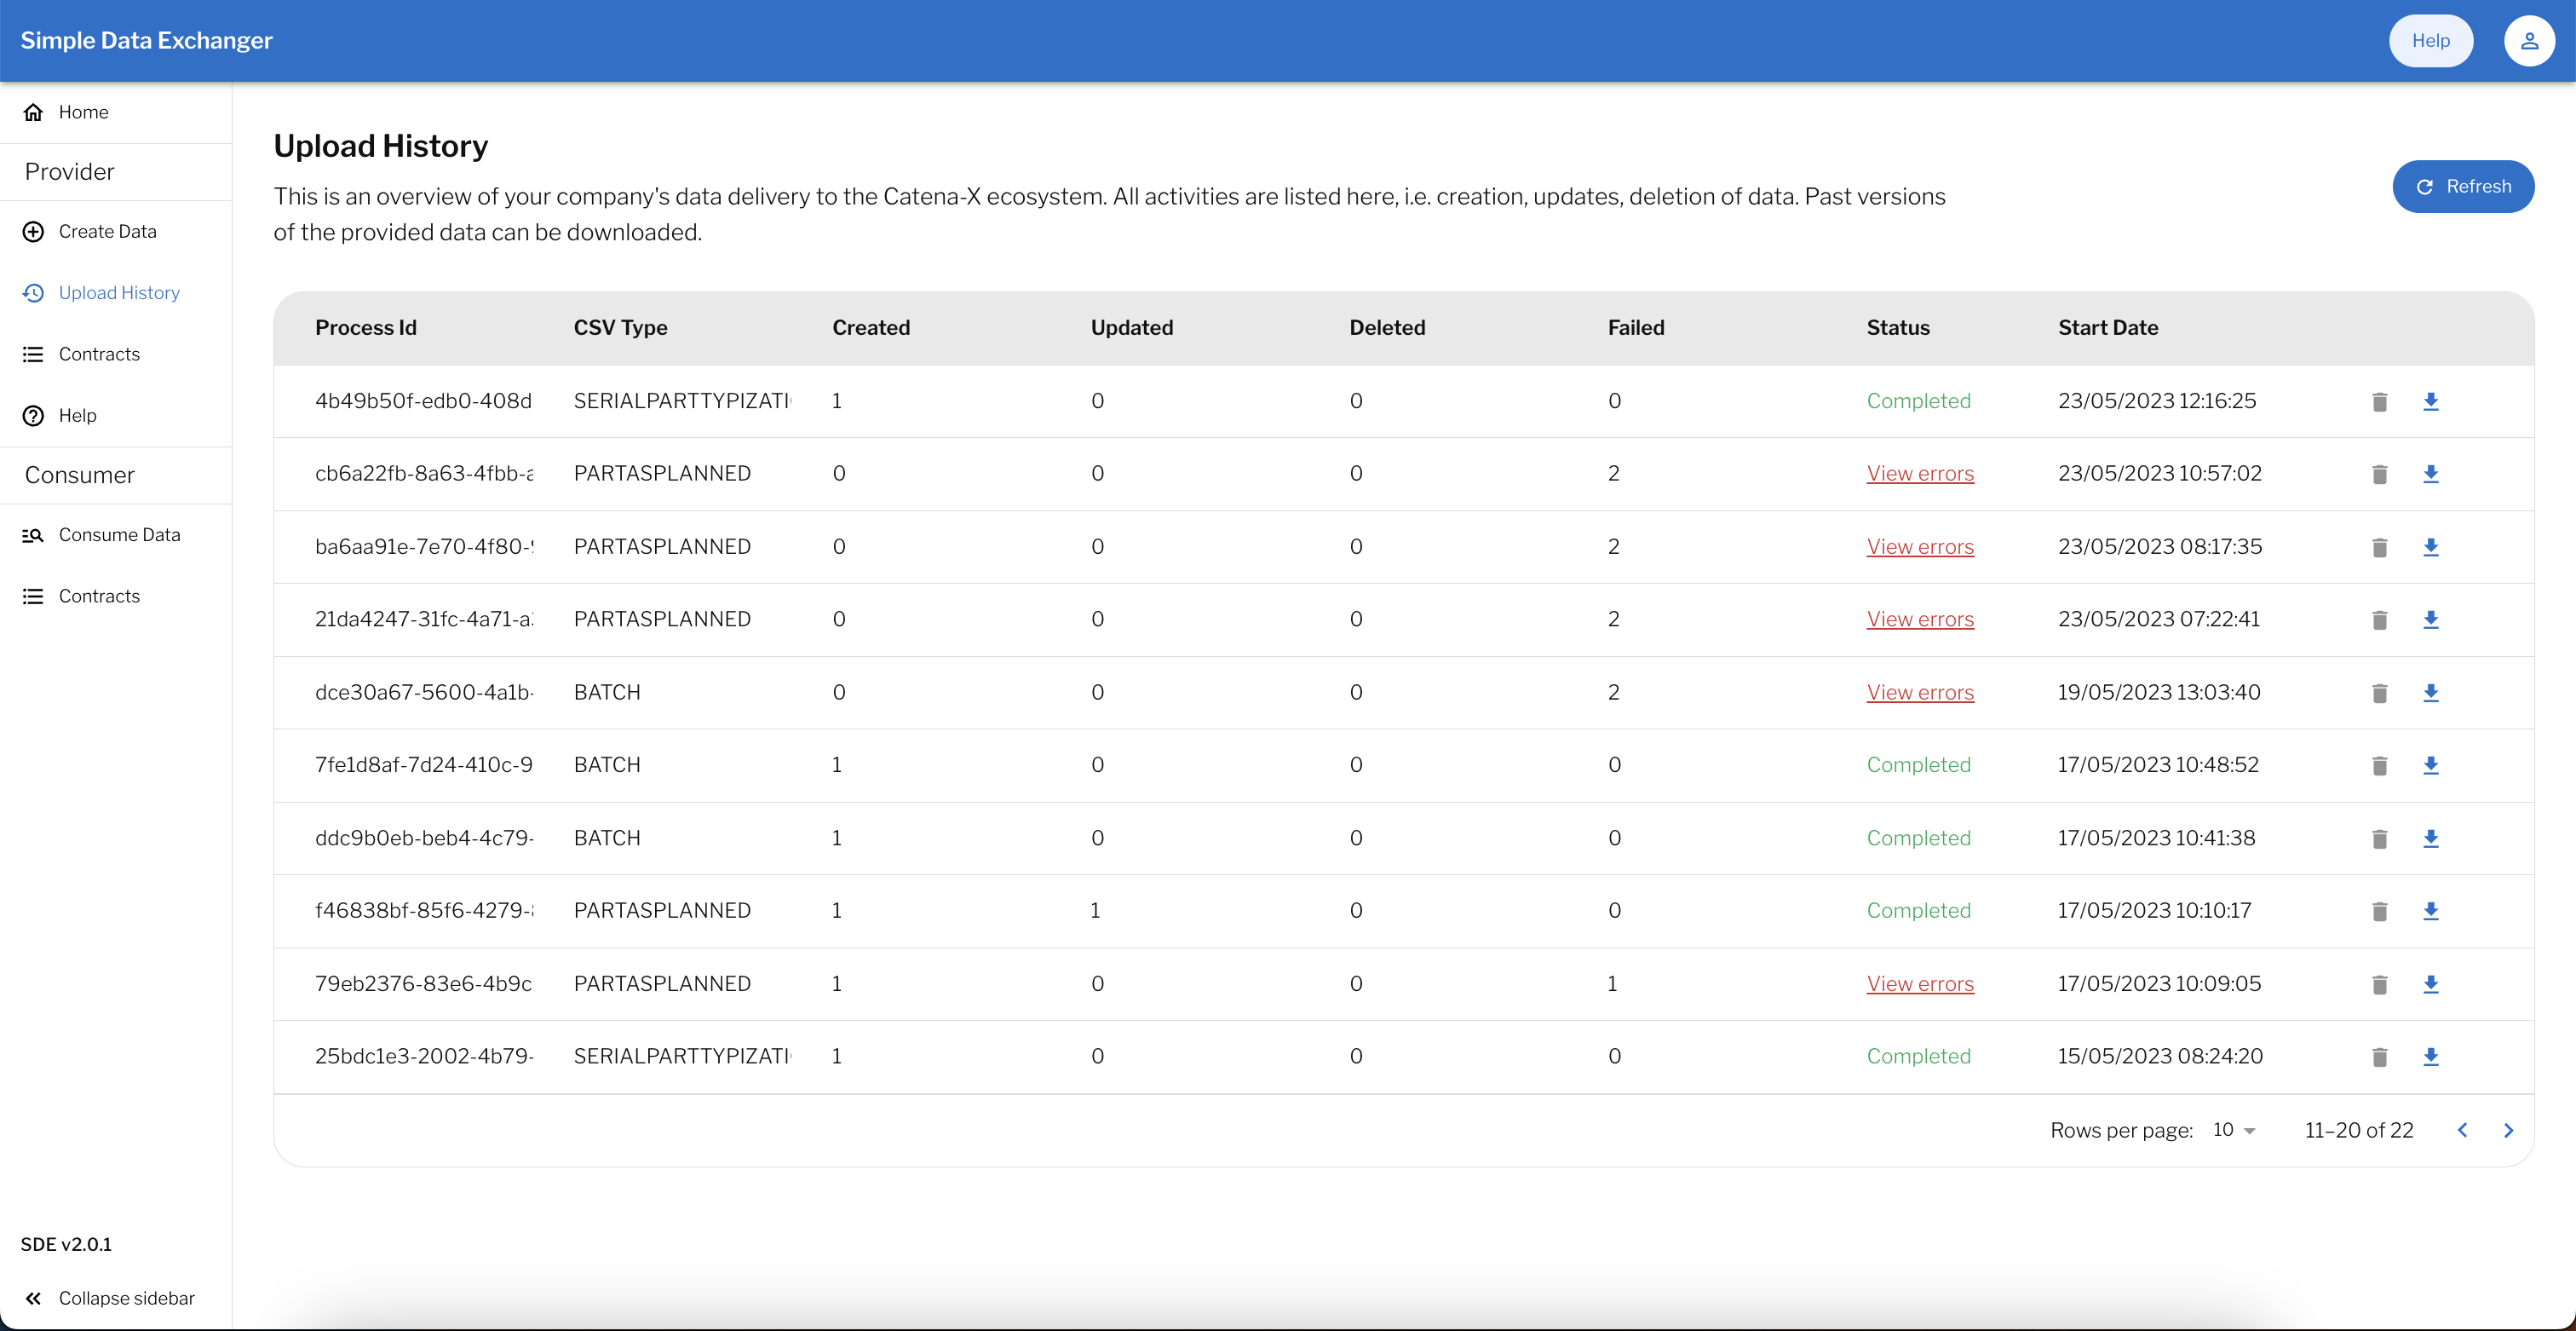 Simple Data Exchanger
Help
Home
Provider
Create Data
Upload History
Contracts
Help
Consumer
Consume Data
Contracts
SDE v2.0.1
Collapse sidebar
Upload History
This is an overview of your company's data delivery to the Catena-X ecosystem. All activities are listed here, i.e. creation, updates, deletion of data. Past versions
of the provided data can be downloaded.
Refresh
Process Id CSV Type Created Updated Deleted Failed Status Start Date
4b49b50f-edb0-408d SERIALPARTTYPIZATI 1 0 0 0 Completed 23/05/2023 12:16:25
cb6a22fb-8a63-4fbb-a PARTASPLANNED 0 0 0 2 View errors 23/05/2023 10:57:02
ba6aa91e-7e70-4f80- PARTASPLANNED 0 0 0 2 View errors 23/05/2023 08:17:35
21da4247-31fc-4a71-a PARTASPLANNED 0 0 0 2 View errors 23/05/2023 07:22:41
dce30a67-5600-4a1b- BATCH 0 0 0 2 View errors 19/05/2023 13:03:40
7fe1d8af-7d24-410c-9 BATCH 1 0 0 0 Completed 17/05/2023 10:48:52
ddc9b0eb-beb4-4c79- BATCH 1 0 0 0 Completed 17/05/2023 10:41:38
f46838bf-85f6-4279- PARTASPLANNED 1 1 0 0 Completed 17/05/2023 10:10:17
79eb2376-83e6-4b9c PARTASPLANNED 1 0 0 1 View errors 17/05/2023 10:09:05
25bdc1e3-2002-4b79- SERIALPARTTYPIZATI 1 0 0 0 Completed 15/05/2023 08:24:20
Rows per page: 10 11–20 of 22